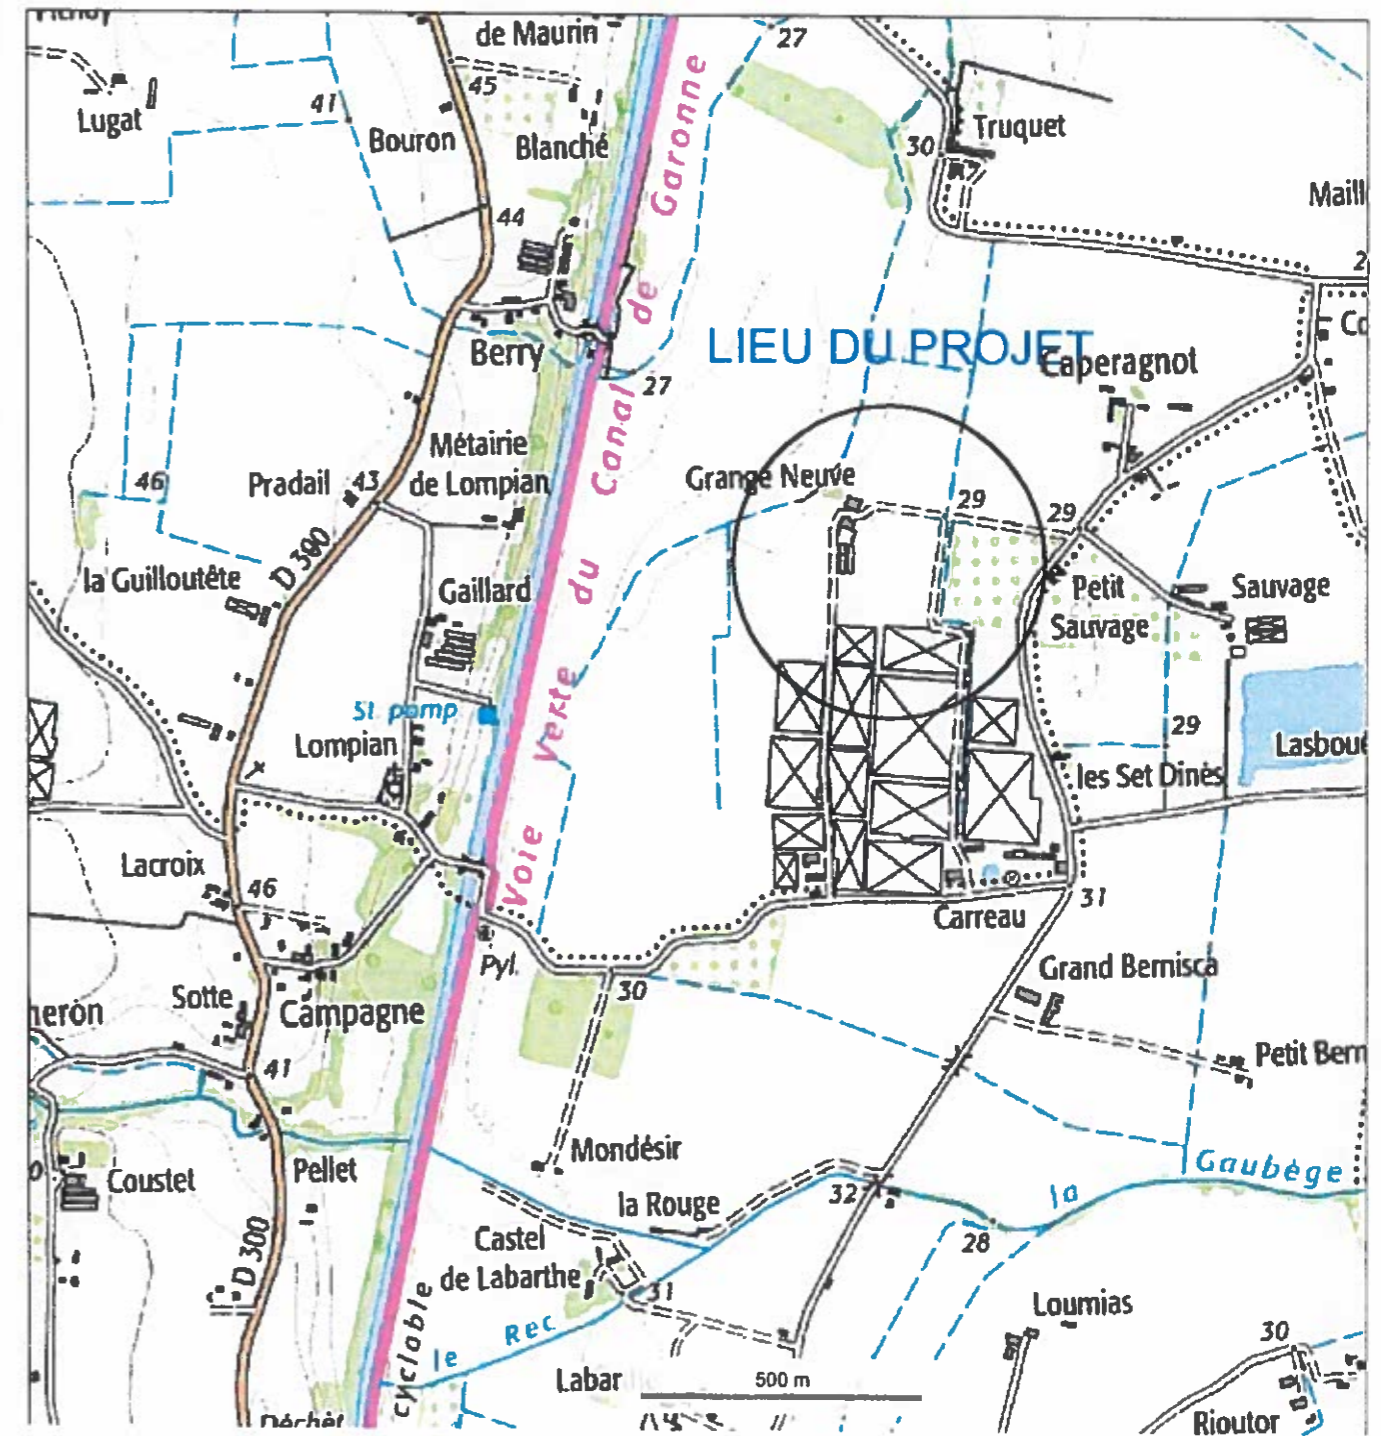 de Maurin
27
45
41
Lugat
Bouron
Blanché
Truquet
30
Maill
44
Voie Verte du Canal de Garonne
Berry
27
LIEU DU PROJET
Caperagnot
Métairie
de Lompian
Grange Neuve
46
Pradail
43
29
29
D 300
la Guilloutête
Gaillard
Petit
Sauvage
Sauvage
St. pomp
29
Lompian
Lasboue
les Set Dinès
Lacroix
46
31
Carreau
Pyl.
30
Grand Bernisca
Sotte
Campagne
neron
Petit Bern
41
Mondésir
Coustet
Pellet
la Gaubège
la Rouge
32
28
D 300
Castel
de Labarthe
31
cyclable
Loumias
le Rec
30
Labar
500 m
Rioutor